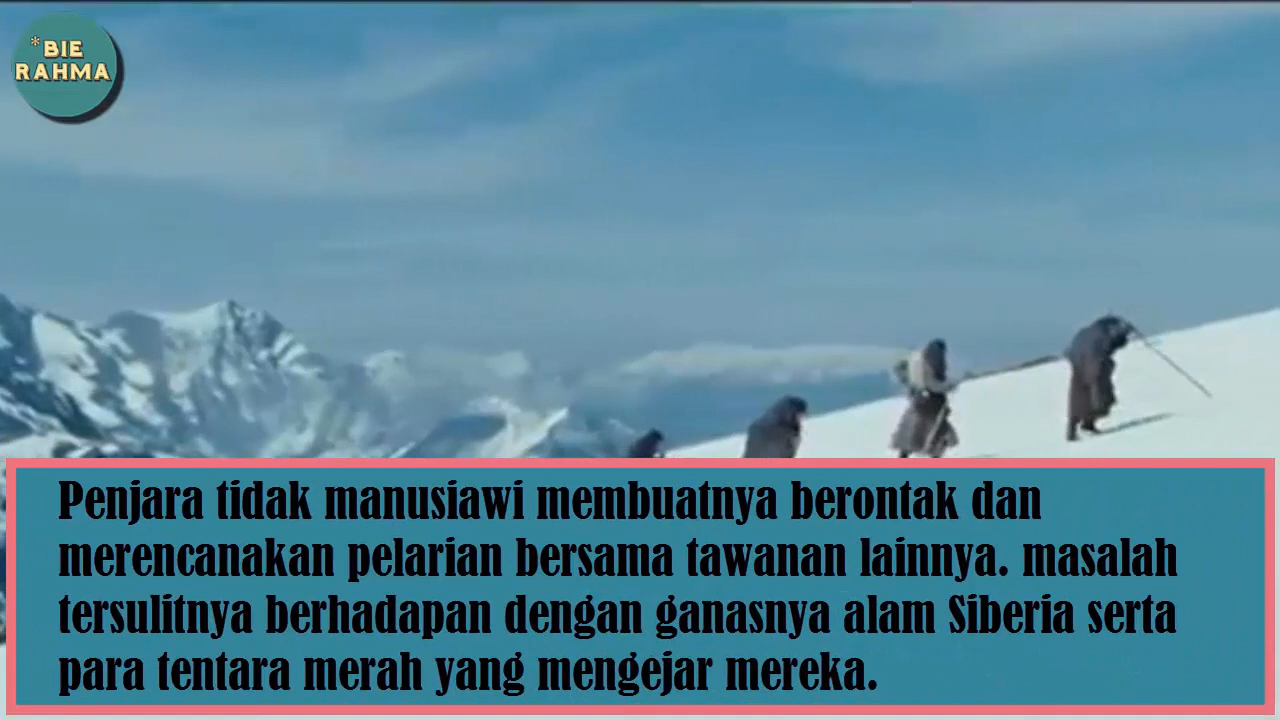 *BIE
RAHMA
Penjara tidak manusiawi membuatnya berontak dan
merencanakan pelarian bersama tawanan lainnya. masalah
tersulitnya berhadapan dengan ganasnya alam Siberia serta
para tentara merah yang mengejar mereka.